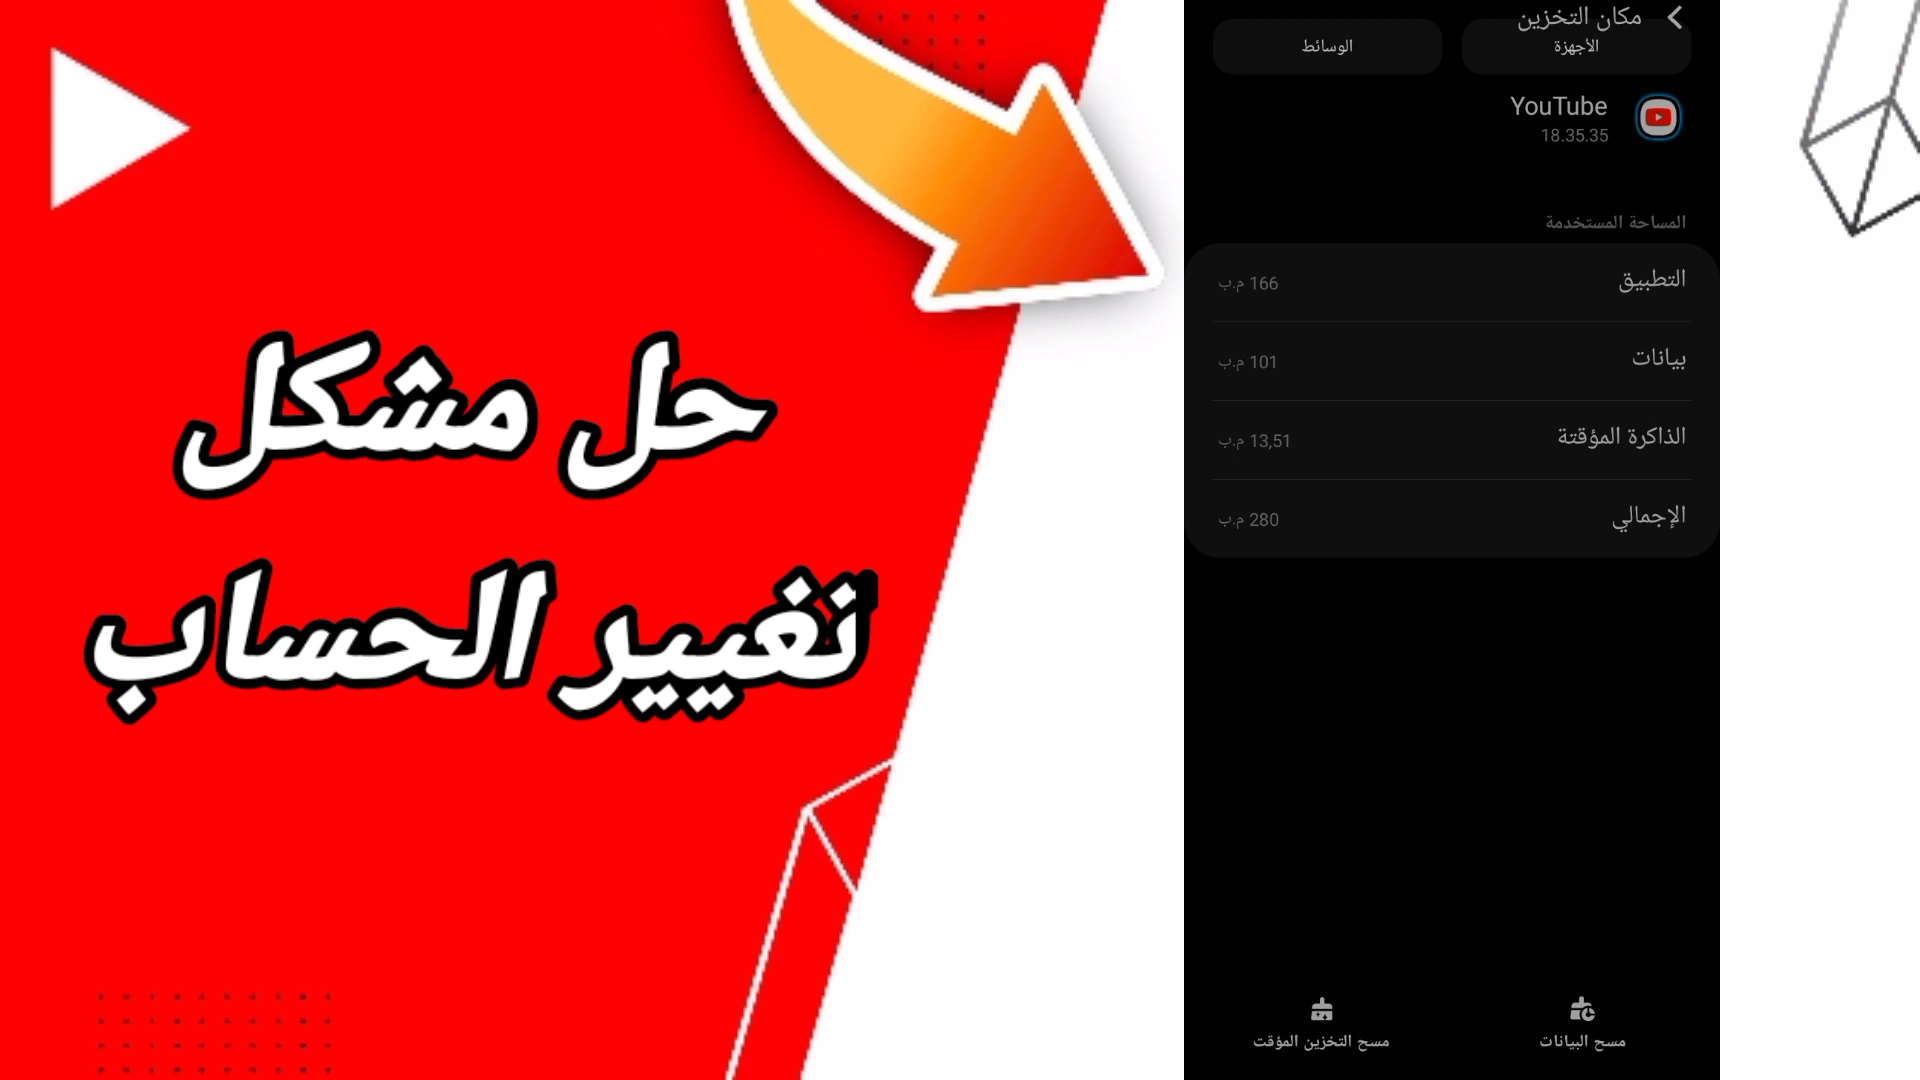 حل مشكل
تغيير الحساب
مكان التخزين
الأجهزة
الوسائط
YouTube
18.35.35
المساحة المستخدمة
التطبيق
166 م.ب
بيانات
101 م.ب
الذاكرة المؤقتة
13,51 م.ب
الإجمالي
280 م.ب
مسح البيانات
مسح التخزين المؤقت